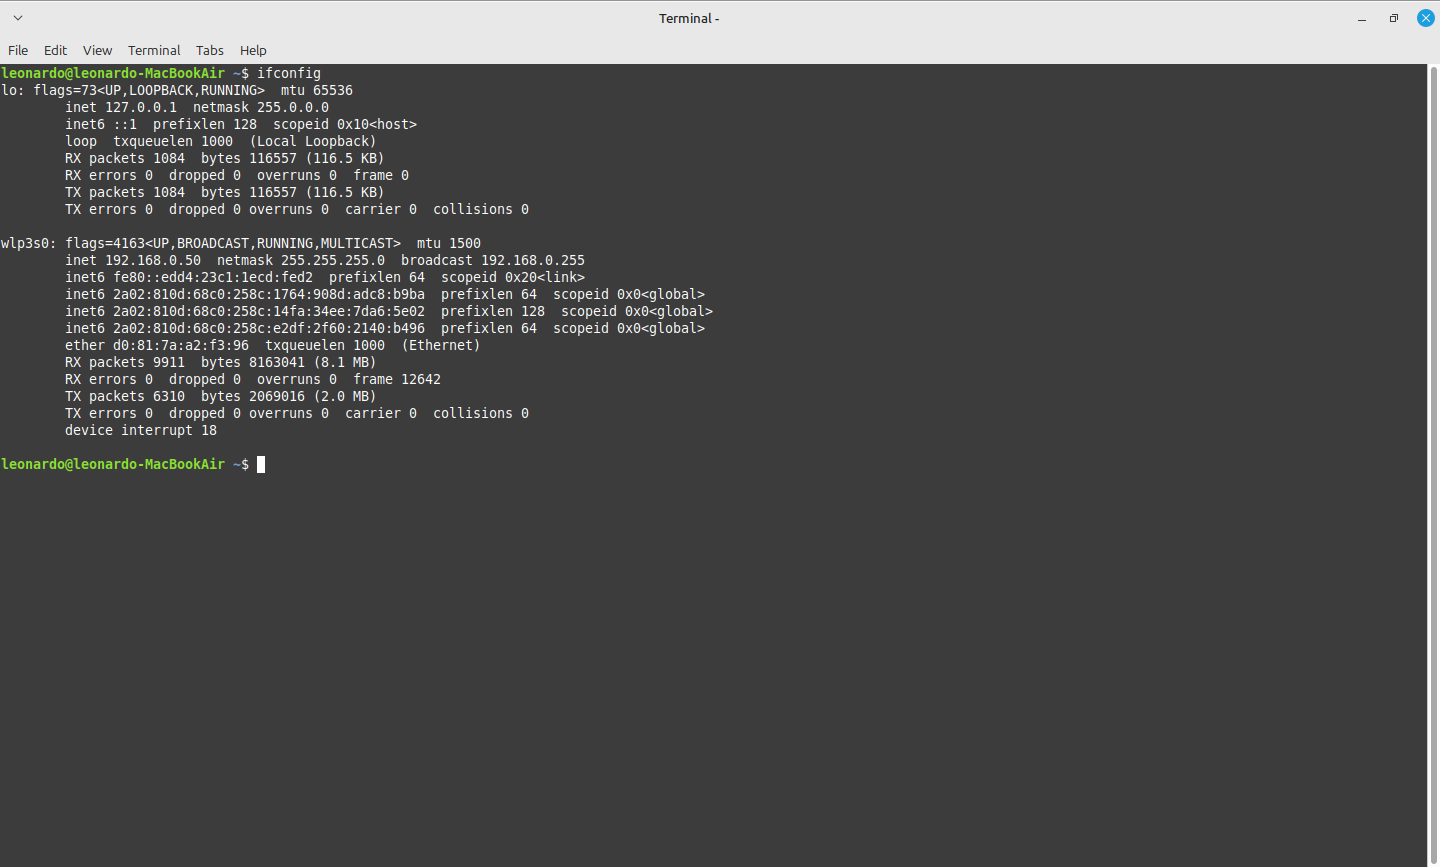 Terminal -
File Edit View Terminal Tabs Help
leonardo@leonardo-MacBookAir ~$ ifconfig
lo: flags=73<UP,LOOPBACK,RUNNING>  mtu 65536
        inet 127.0.0.1  netmask 255.0.0.0
        inet6 ::1  prefixlen 128  scopeid 0x10<host>
        loop  txqueuelen 1000  (Local Loopback)
        RX packets 1084  bytes 116557 (116.5 KB)
        RX errors 0  dropped 0  overruns 0  frame 0
        TX packets 1084  bytes 116557 (116.5 KB)
        TX errors 0  dropped 0 overruns 0  carrier 0  collisions 0

wlp3s0: flags=4163<UP,BROADCAST,RUNNING,MULTICAST>  mtu 1500
        inet 192.168.0.50  netmask 255.255.255.0  broadcast 192.168.0.255
        inet6 fe80::edd4:23c1:1ecd:fed2  prefixlen 64  scopeid 0x20<link>
        inet6 2a02:810d:68c0:258c:1764:908d:adc8:b9ba  prefixlen 64  scopeid 0x0<global>
        inet6 2a02:810d:68c0:258c:14fa:34ee:7da6:5e02  prefixlen 128  scopeid 0x0<global>
        inet6 2a02:810d:68c0:258c:e2df:2f60:2140:b496  prefixlen 64  scopeid 0x0<global>
        ether d0:81:7a:a2:f3:96  txqueuelen 1000  (Ethernet)
        RX packets 9911  bytes 8163041 (8.1 MB)
        RX errors 0  dropped 0  overruns 0  frame 12642
        TX packets 6310  bytes 2069016 (2.0 MB)
        TX errors 0  dropped 0 overruns 0  carrier 0  collisions 0
        device interrupt 18

leonardo@leonardo-MacBookAir ~$